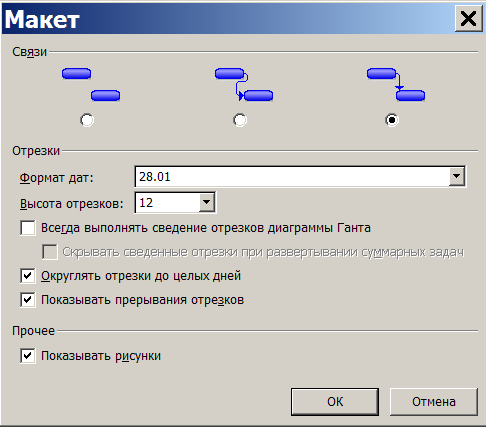 Макет
Связи
Отрезки
Формат дат: 28.01
Высота отрезков: 12
Всегда выполнять сведение отрезков диаграммы Ганта
Скрывать сведенные отрезки при развертывании суммарных задач
Округлять отрезки до целых дней
Показывать прерывания отрезков
Прочее
Показывать рисунки
ОК Отмена